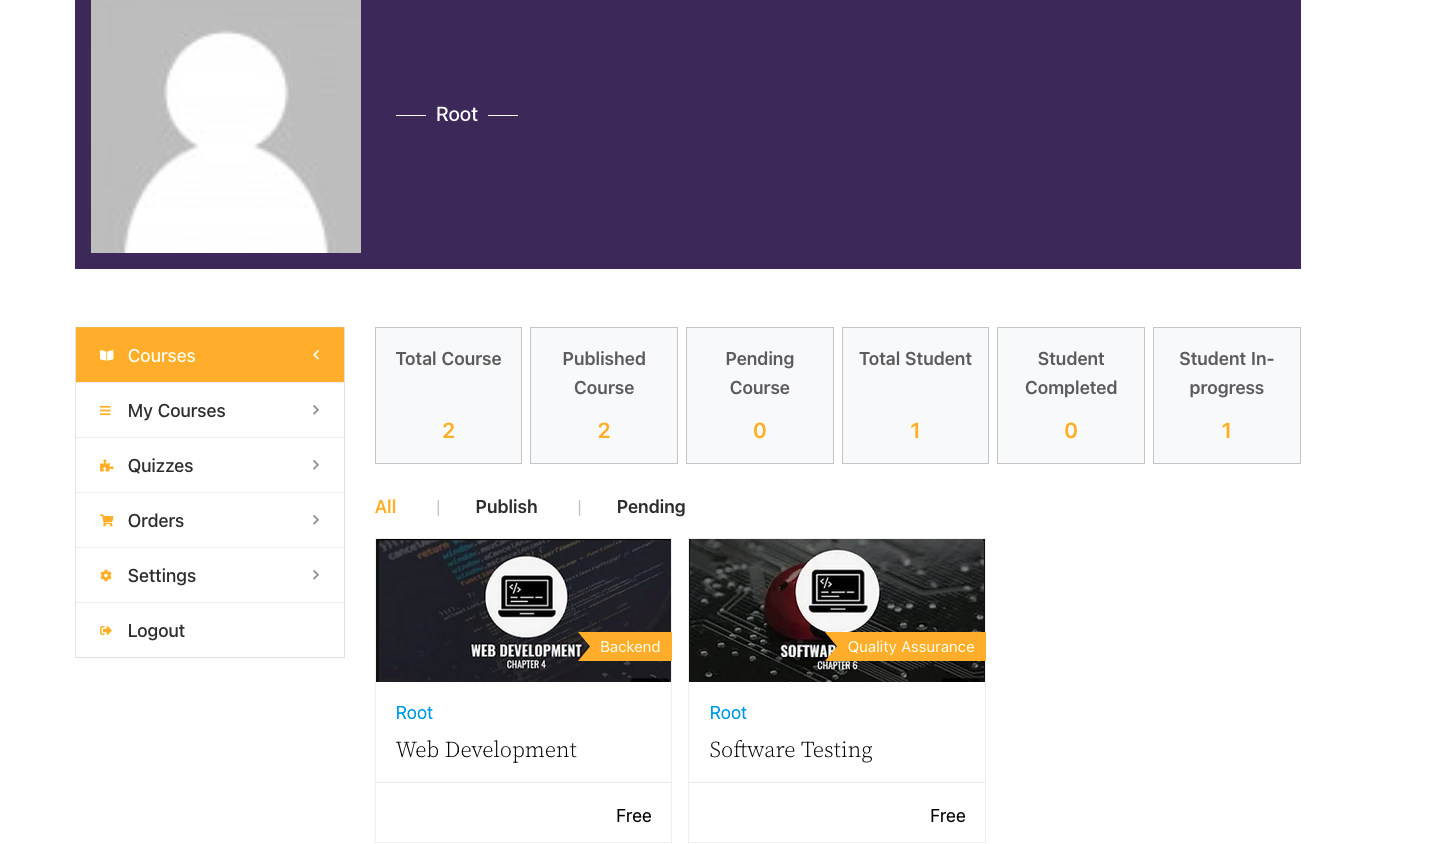 Root
Courses
My Courses
Quizzes
Orders
Settings
Logout
Total Course
2
Published
Course
2
Pending
Course
0
Total Student
1
Student
Completed
0
Student In-
progress
1
All | Publish | Pending
WEB DEVELOPMENT
CHAPTER 4
Backend
Root
Web Development
Free
CHAPTER 6
Quality Assurance
Root
Software Testing
Free